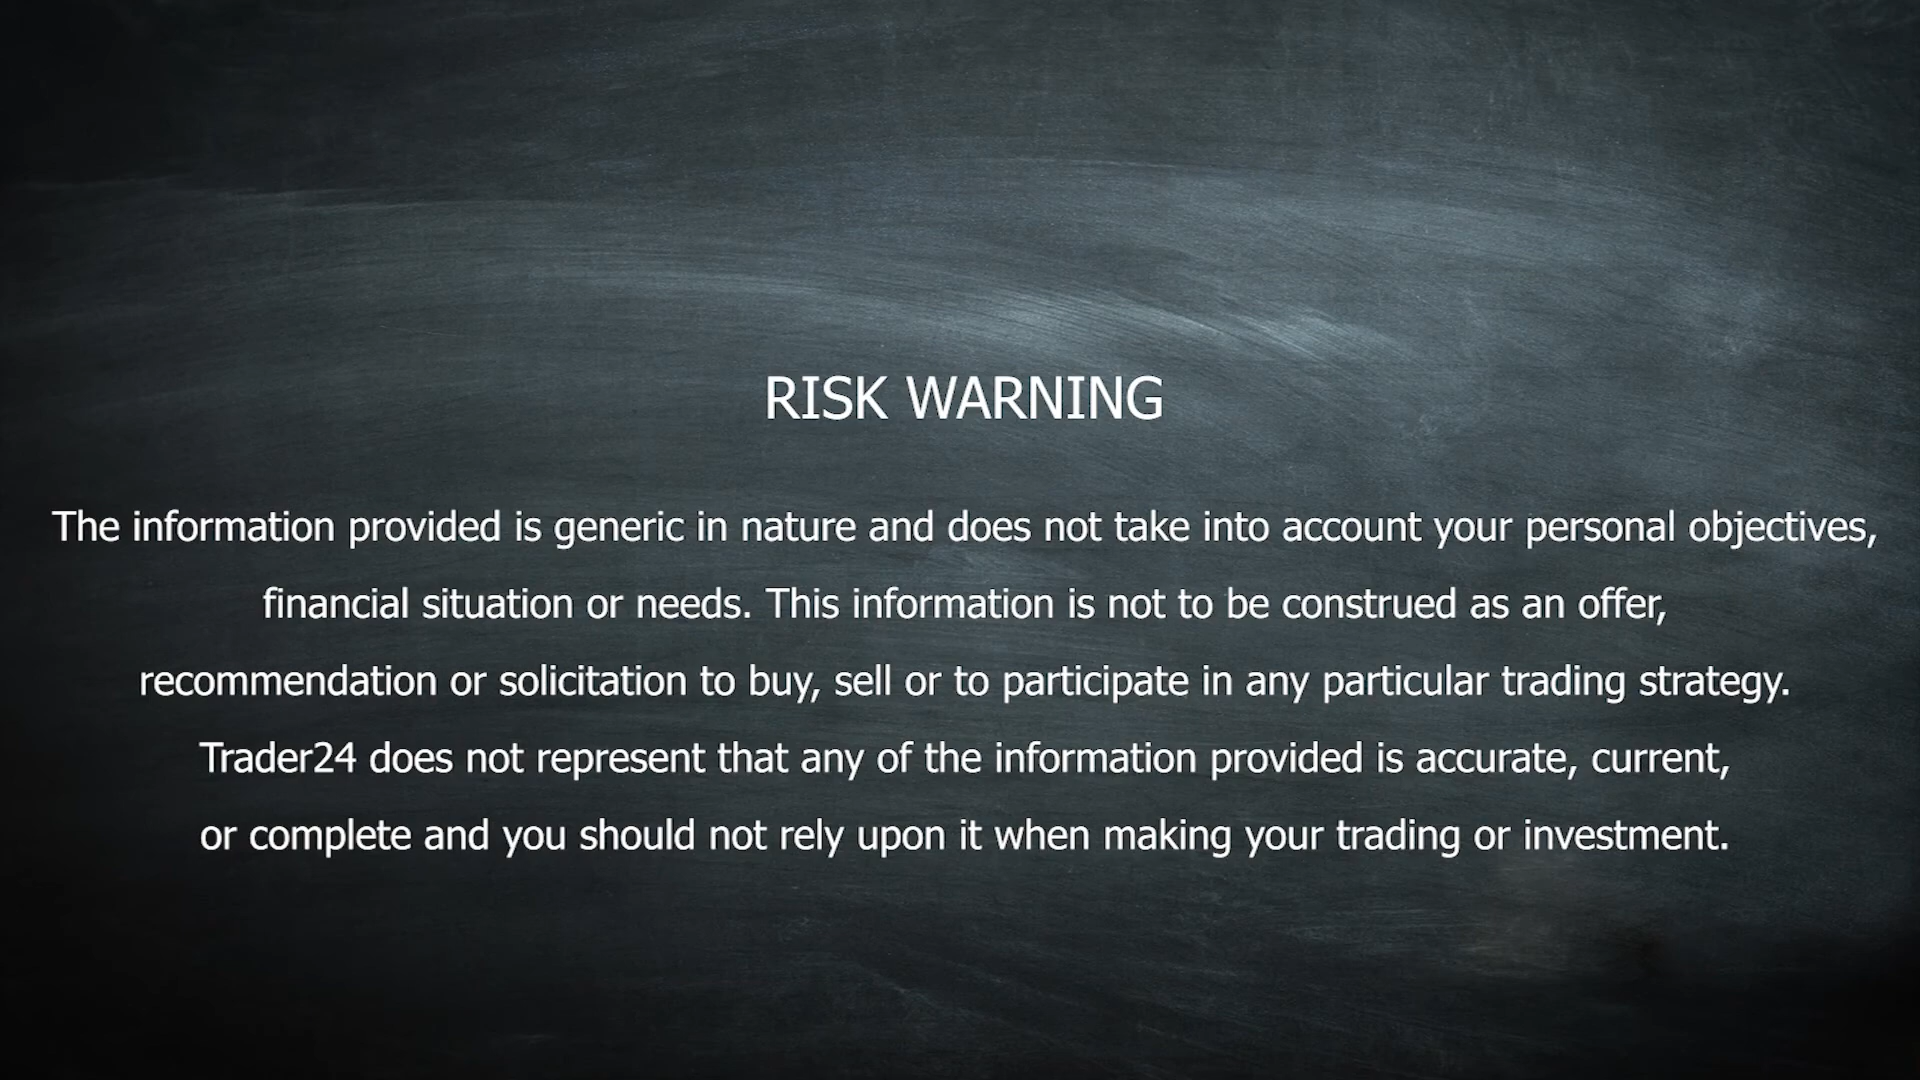 RISK WARNING
The information provided is generic in nature and does not take into account your personal objectives,
financial situation or needs. This information is not to be construed as an offer,
recommendation or solicitation to buy, sell or to participate in any particular trading strategy.
Trader24 does not represent that any of the information provided is accurate, current,
or complete and you should not rely upon it when making your trading or investment.